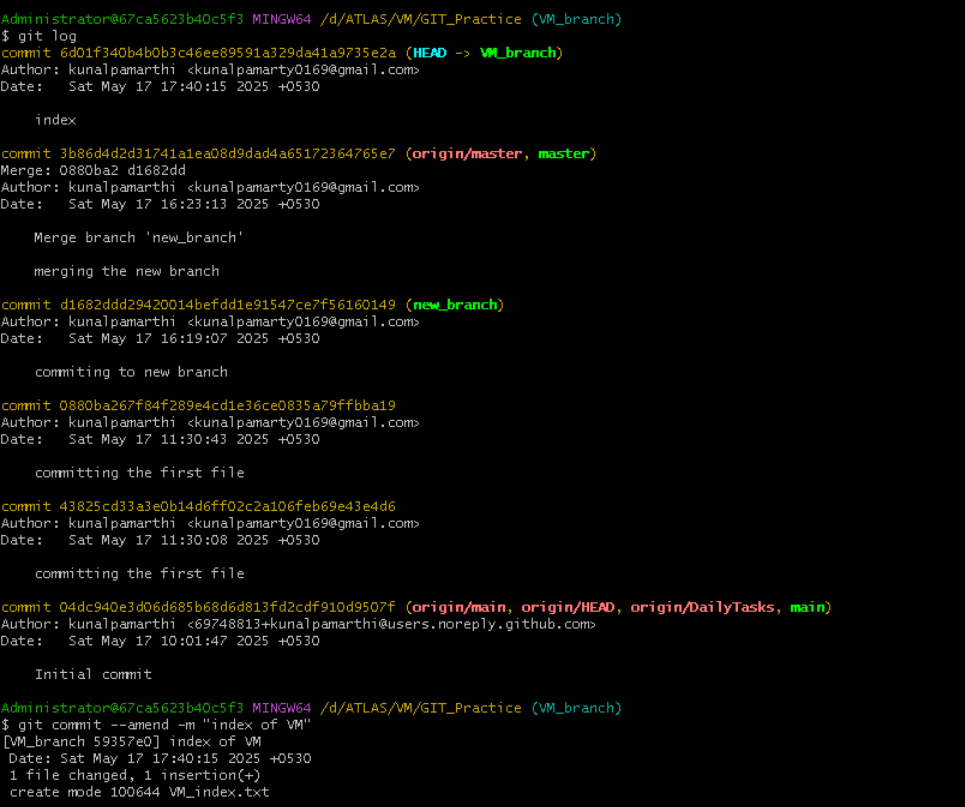 Administrator@67ca5623b40c5f3 MINGW64 /d/ATLAS/VM/GIT_Practice (VM_branch)
$ git log
commit 6d01f340b4b0b3c46ee89591a329da41a9735e2a (HEAD -> VM_branch)
Author: kunalpamarthi <kunalpamarty0169@gmail.com>
Date:   Sat May 17 17:40:15 2025 +0530
index
commit 3b86d4d2d31741a1ea08d9dad4a65172364765e7 (origin/master, master)
Merge: 0880ba2 d1682dd
Author: kunalpamarthi <kunalpamarty0169@gmail.com>
Date:   Sat May 17 16:23:13 2025 +0530
Merge branch 'new_branch'
merging the new branch
commit d1682ddd29420014befdd1e91547ce7f56160149 (new_branch)
Author: kunalpamarthi <kunalpamarty0169@gmail.com>
Date:   Sat May 17 16:19:07 2025 +0530
commiting to new branch
commit 0880ba267f84f289e4cd1e36ce0835a79ffbba19
Author: kunalpamarthi <kunalpamarty0169@gmail.com>
Date:   Sat May 17 11:30:43 2025 +0530
committing the first file
commit 43825cd33a3e0b14d6ff02c2a106feb69e43e4d6
Author: kunalpamarthi <kunalpamarty0169@gmail.com>
Date:   Sat May 17 11:30:08 2025 +0530
committing the first file
commit 04dc940e3d06d685b68d6d813fd2cdf910d9507f (origin/main, origin/HEAD, origin/DailyTasks, main)
Author: kunalpamarthi <69748813+kunalpamarthi@users.noreply.github.com>
Date:   Sat May 17 10:01:47 2025 +0530
Initial commit
Administrator@67ca5623b40c5f3 MINGW64 /d/ATLAS/VM/GIT_Practice (VM_branch)
$ git commit --amend -m "index of VM"
[VM_branch 59357e0] index of VM
Date: Sat May 17 17:40:15 2025 +0530
1 file changed, 1 insertion(+)
create mode 100644 VM_index.txt